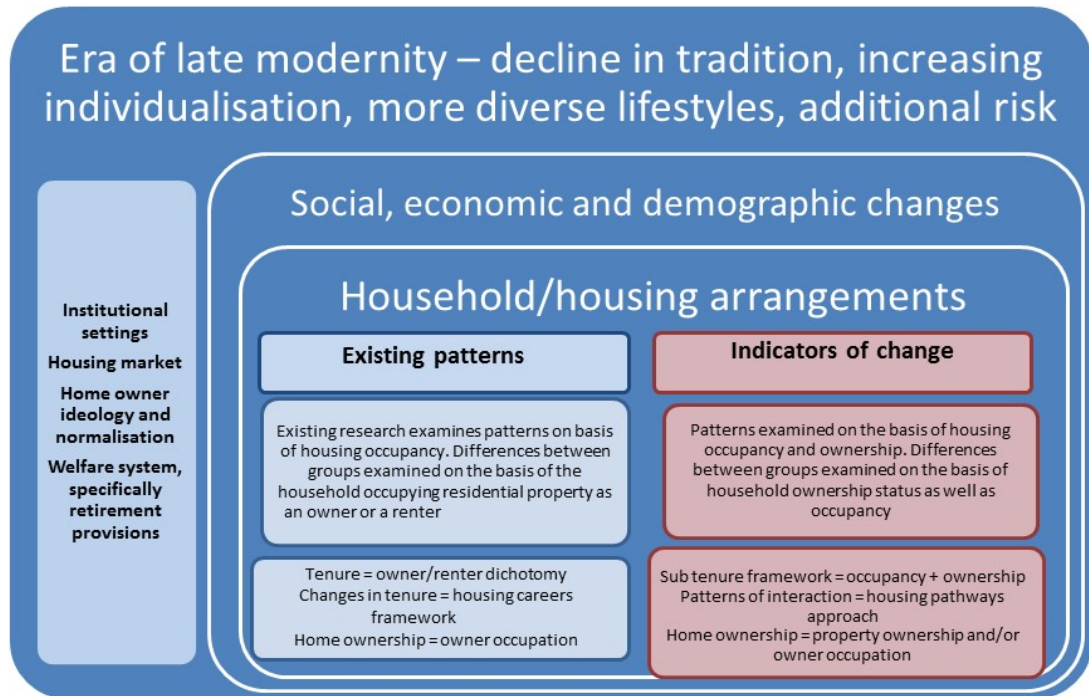 Era of late modernity – decline in tradition, increasing
individualisation, more diverse lifestyles, additional risk
Institutional
settings
Housing market
Home owner
ideology and
normalisation
Welfare system,
specifically
retirement
provisions
Social, economic and demographic changes
Household/housing arrangements
Existing patterns
Existing research examines patterns on basis
of housing occupancy. Differences between
groups examined on the basis of the
household occupying residential property as
an owner or a renter
Tenure = owner/renter dichotomy
Changes in tenure = housing careers
framework
Home ownership = owner occupation
Indicators of change
Patterns examined on the basis of housing
occupancy and ownership. Differences
between groups examined on the basis of
household ownership status as well as
occupancy
Sub tenure framework = occupancy + ownership
Patterns of interaction = housing pathways
approach
Home ownership = property ownership and/or
owner occupation